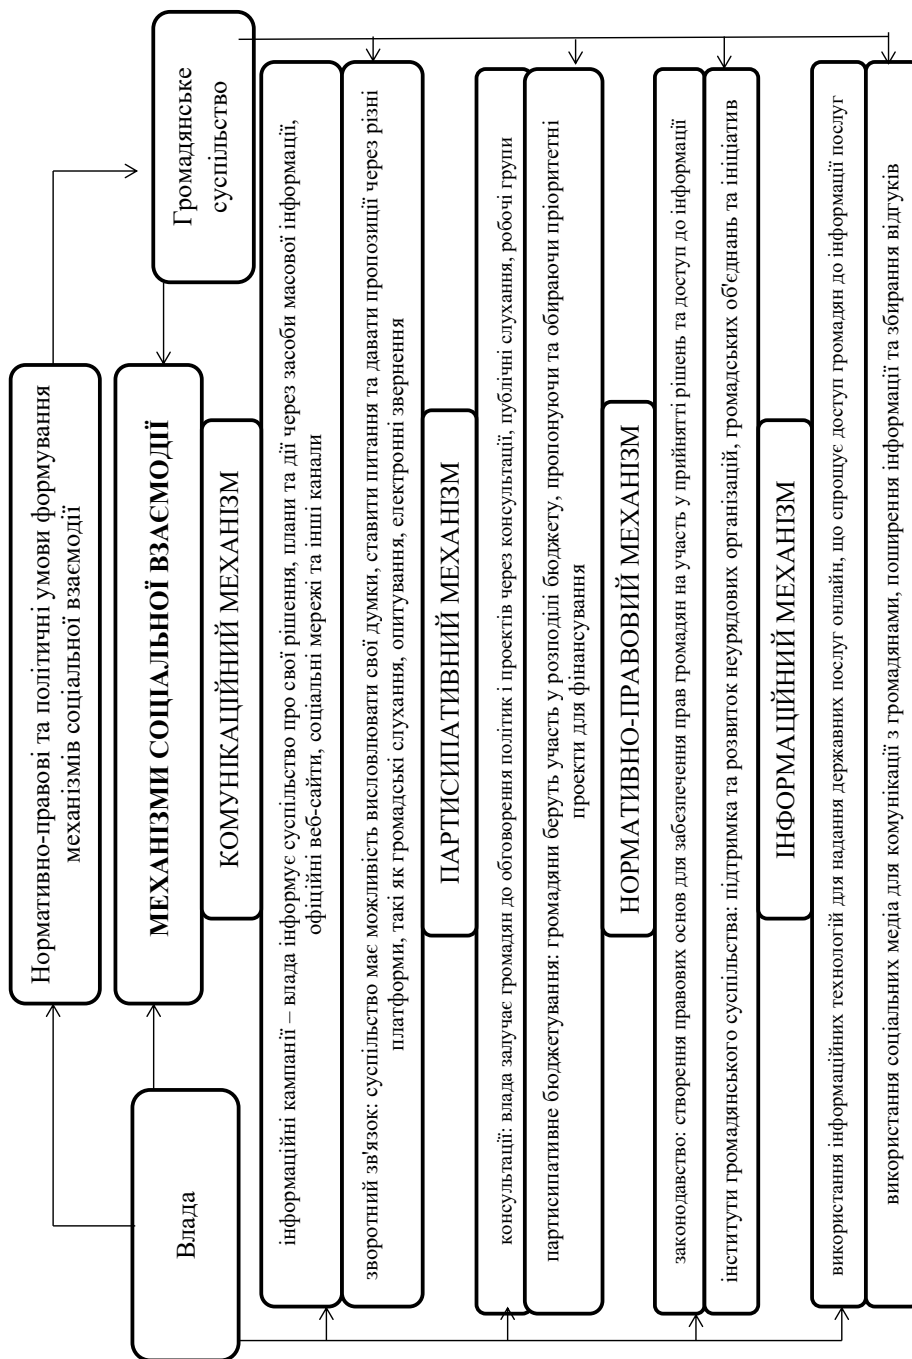 Нормативно-правові та політичні умови формування
механізмів соціальної взаємодії
Влада
МЕХАНІЗМИ СОЦІАЛЬНОЇ ВЗАЄМОДІЇ
Громадянське
суспільство
КОМУНІКАЦІЙНИЙ МЕХАНІЗМ
інформаційні кампанії – влада інформує суспільство про свої рішення, плани та дії через засоби масової інформації,
офіційні веб-сайти, соціальні мережі та інші канали
зворотний зв'язок: суспільство має можливість висловлювати свої думки, ставити питання та давати пропозиції через різні
платформи, такі як громадські слухання, опитування, електронні звернення
ПАРТИСИПАТИВНИЙ МЕХАНІЗМ
консультації: влада залучає громадян до обговорення політик і проектів через консультації, публічні слухання, робочі групи
партисипативне бюджетування: громадяни беруть участь у розподілі бюджету, пропонуючи та обираючи пріоритетні
проекти для фінансування
НОРМАТИВНО-ПРАВОВИЙ МЕХАНІЗМ
законодавство: створення правових основ для забезпечення прав громадян на участь у прийнятті рішень та доступ до інформації
інститути громадянського суспільства: підтримка та розвиток неурядових організацій, громадських об'єднань та ініціатив
ІНФОРМАЦІЙНИЙ МЕХАНІЗМ
використання інформаційних технологій для надання державних послуг онлайн, що спрощує доступ громадян до інформації послуг
використання соціальних медіа для комунікації з громадянами, поширення інформації та збирання відгуків